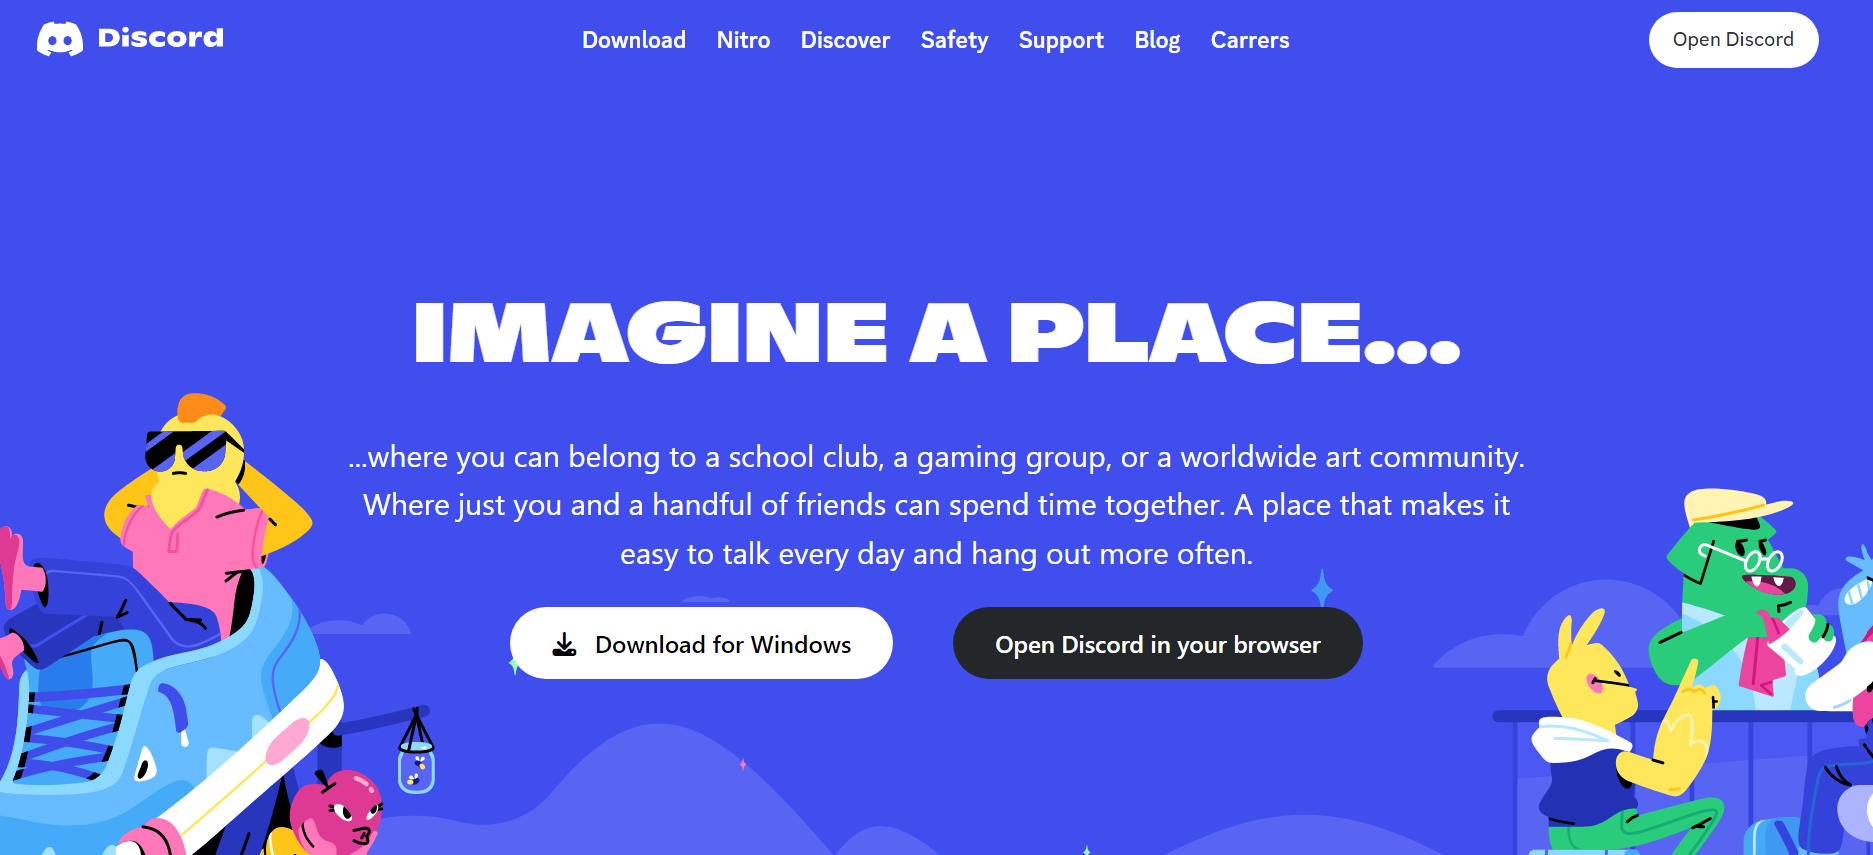 Discord
Download Nitro Discover Safety Support Blog Carrers
Open Discord
IMAGINE A PLACE...
...where you can belong to a school club, a gaming group, or a worldwide art community.
Where just you and a handful of friends can spend time together. A place that makes it
easy to talk every day and hang out more often.
Download for Windows
Open Discord in your browser